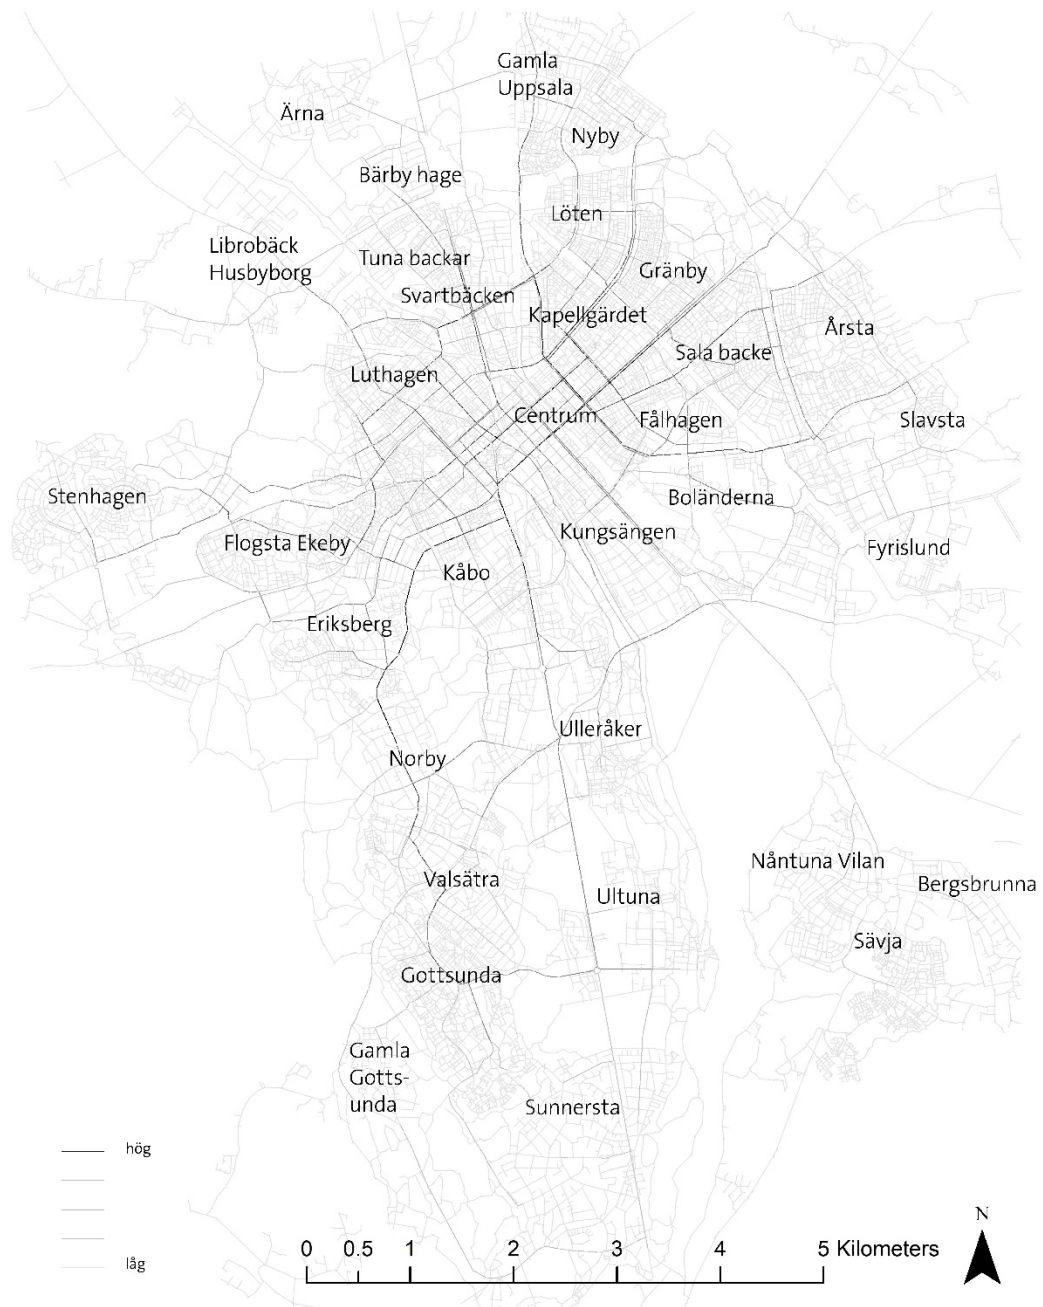 Gamla
Uppsala
Ärna
Nyby
Bärby hage
Löten
Librobäck
Husbyborg
Tuna backar
Gränby
Svartbäcken
Kapellgärdet
Årsta
Sala backe
Luthagen
Centrum
Fålhagen
Slavsta
Stenhagen
Boländerna
Kungsängen
Flogsta Ekeby
Fyrislund
Kåbo
Eriksberg
Ulleråker
Norby
Nåntuna Vilan
Valsätra
Bergsbrunna
Ultuna
Sävja
Gottsunda
Gamla
Gotts-
unda
Sunnersta
hög
låg
N
0 0.5 1 2 3 4 5 Kilometers